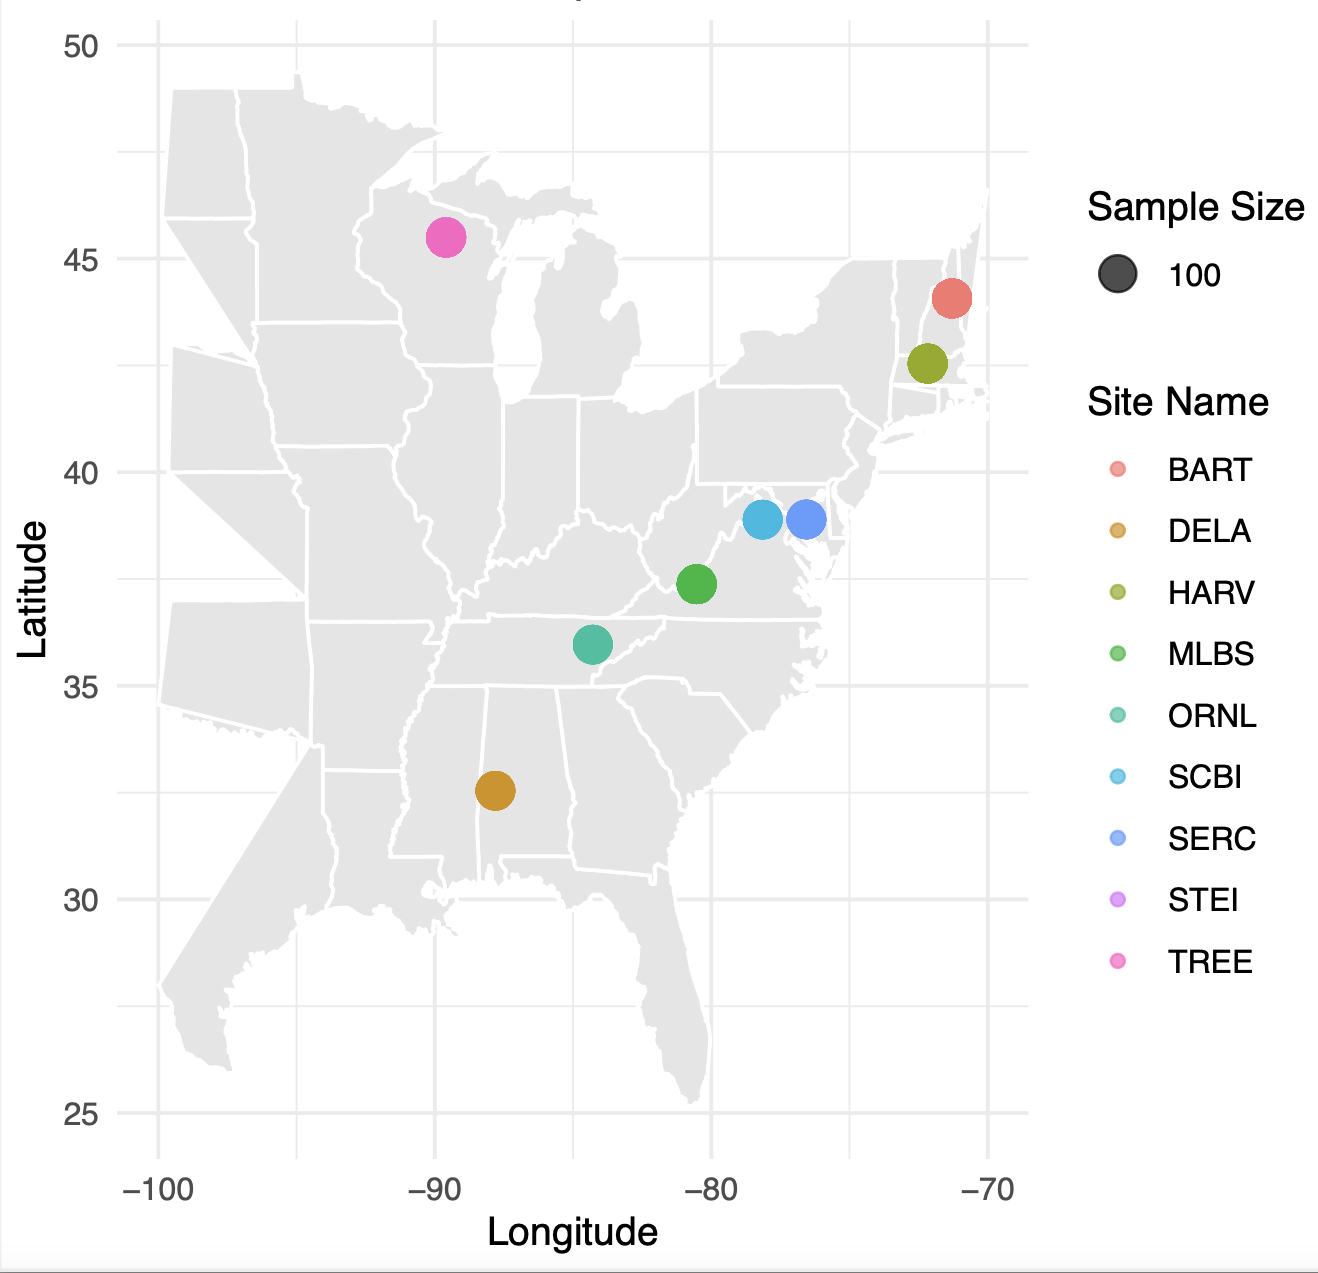 50
45
40
35
30
25
Latitude
−100
−90
−80
−70
Longitude
Sample Size
100
Site Name
BART
DELA
HARV
MLBS
ORNL
SCBI
SERC
STEI
TREE